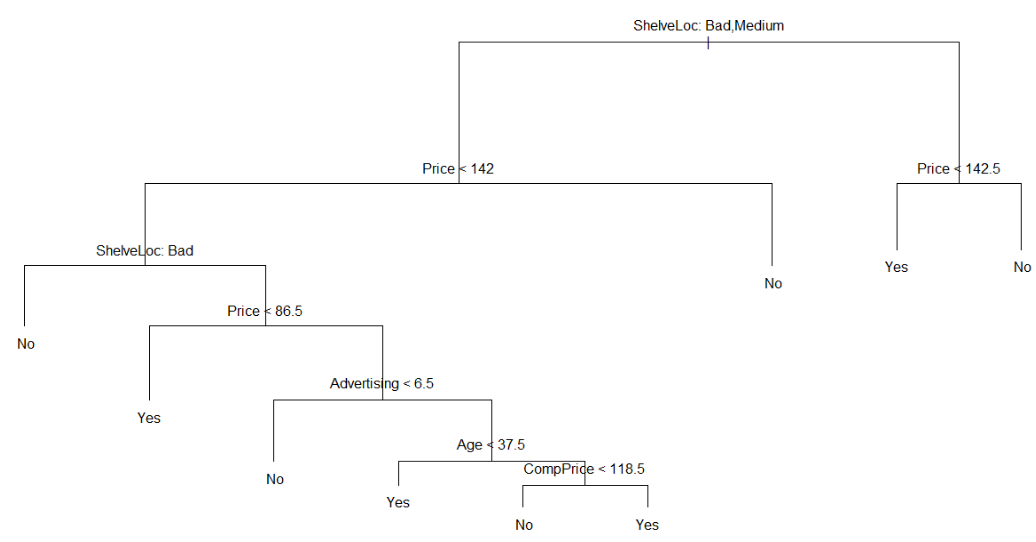 ShelveLoc: Bad,Medium
Price < 142
Price < 142.5
ShelveLoc: Bad
Yes
No
No
Price < 86.5
No
Advertising < 6.5
Yes
Age < 37.5
CompPrice < 118.5
No
Yes
No
Yes